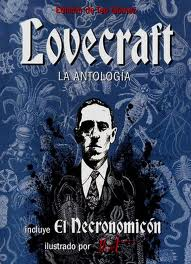 Lovecraft
LA ANTOLOGÍA
incluye El Necronomicón
ilustrado por